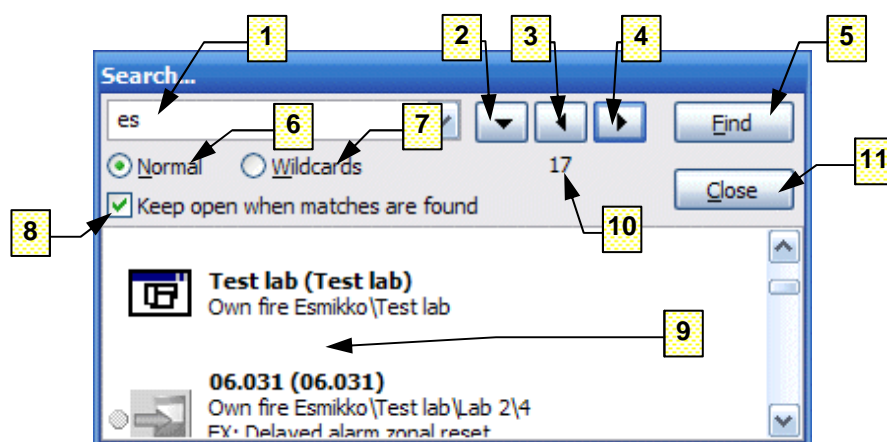 1 2 3 4 5
Search...
es 6 7 Find
Normal Wildcards 17 11
8 Keep open when matches are found 10 Close
Test lab (Test lab)
Own fire Esmikko\Test lab
9
06.031 (06.031)
Own fire Esmikko\Test lab\Lab 2\4
EX: Delayed alarm zonal reset